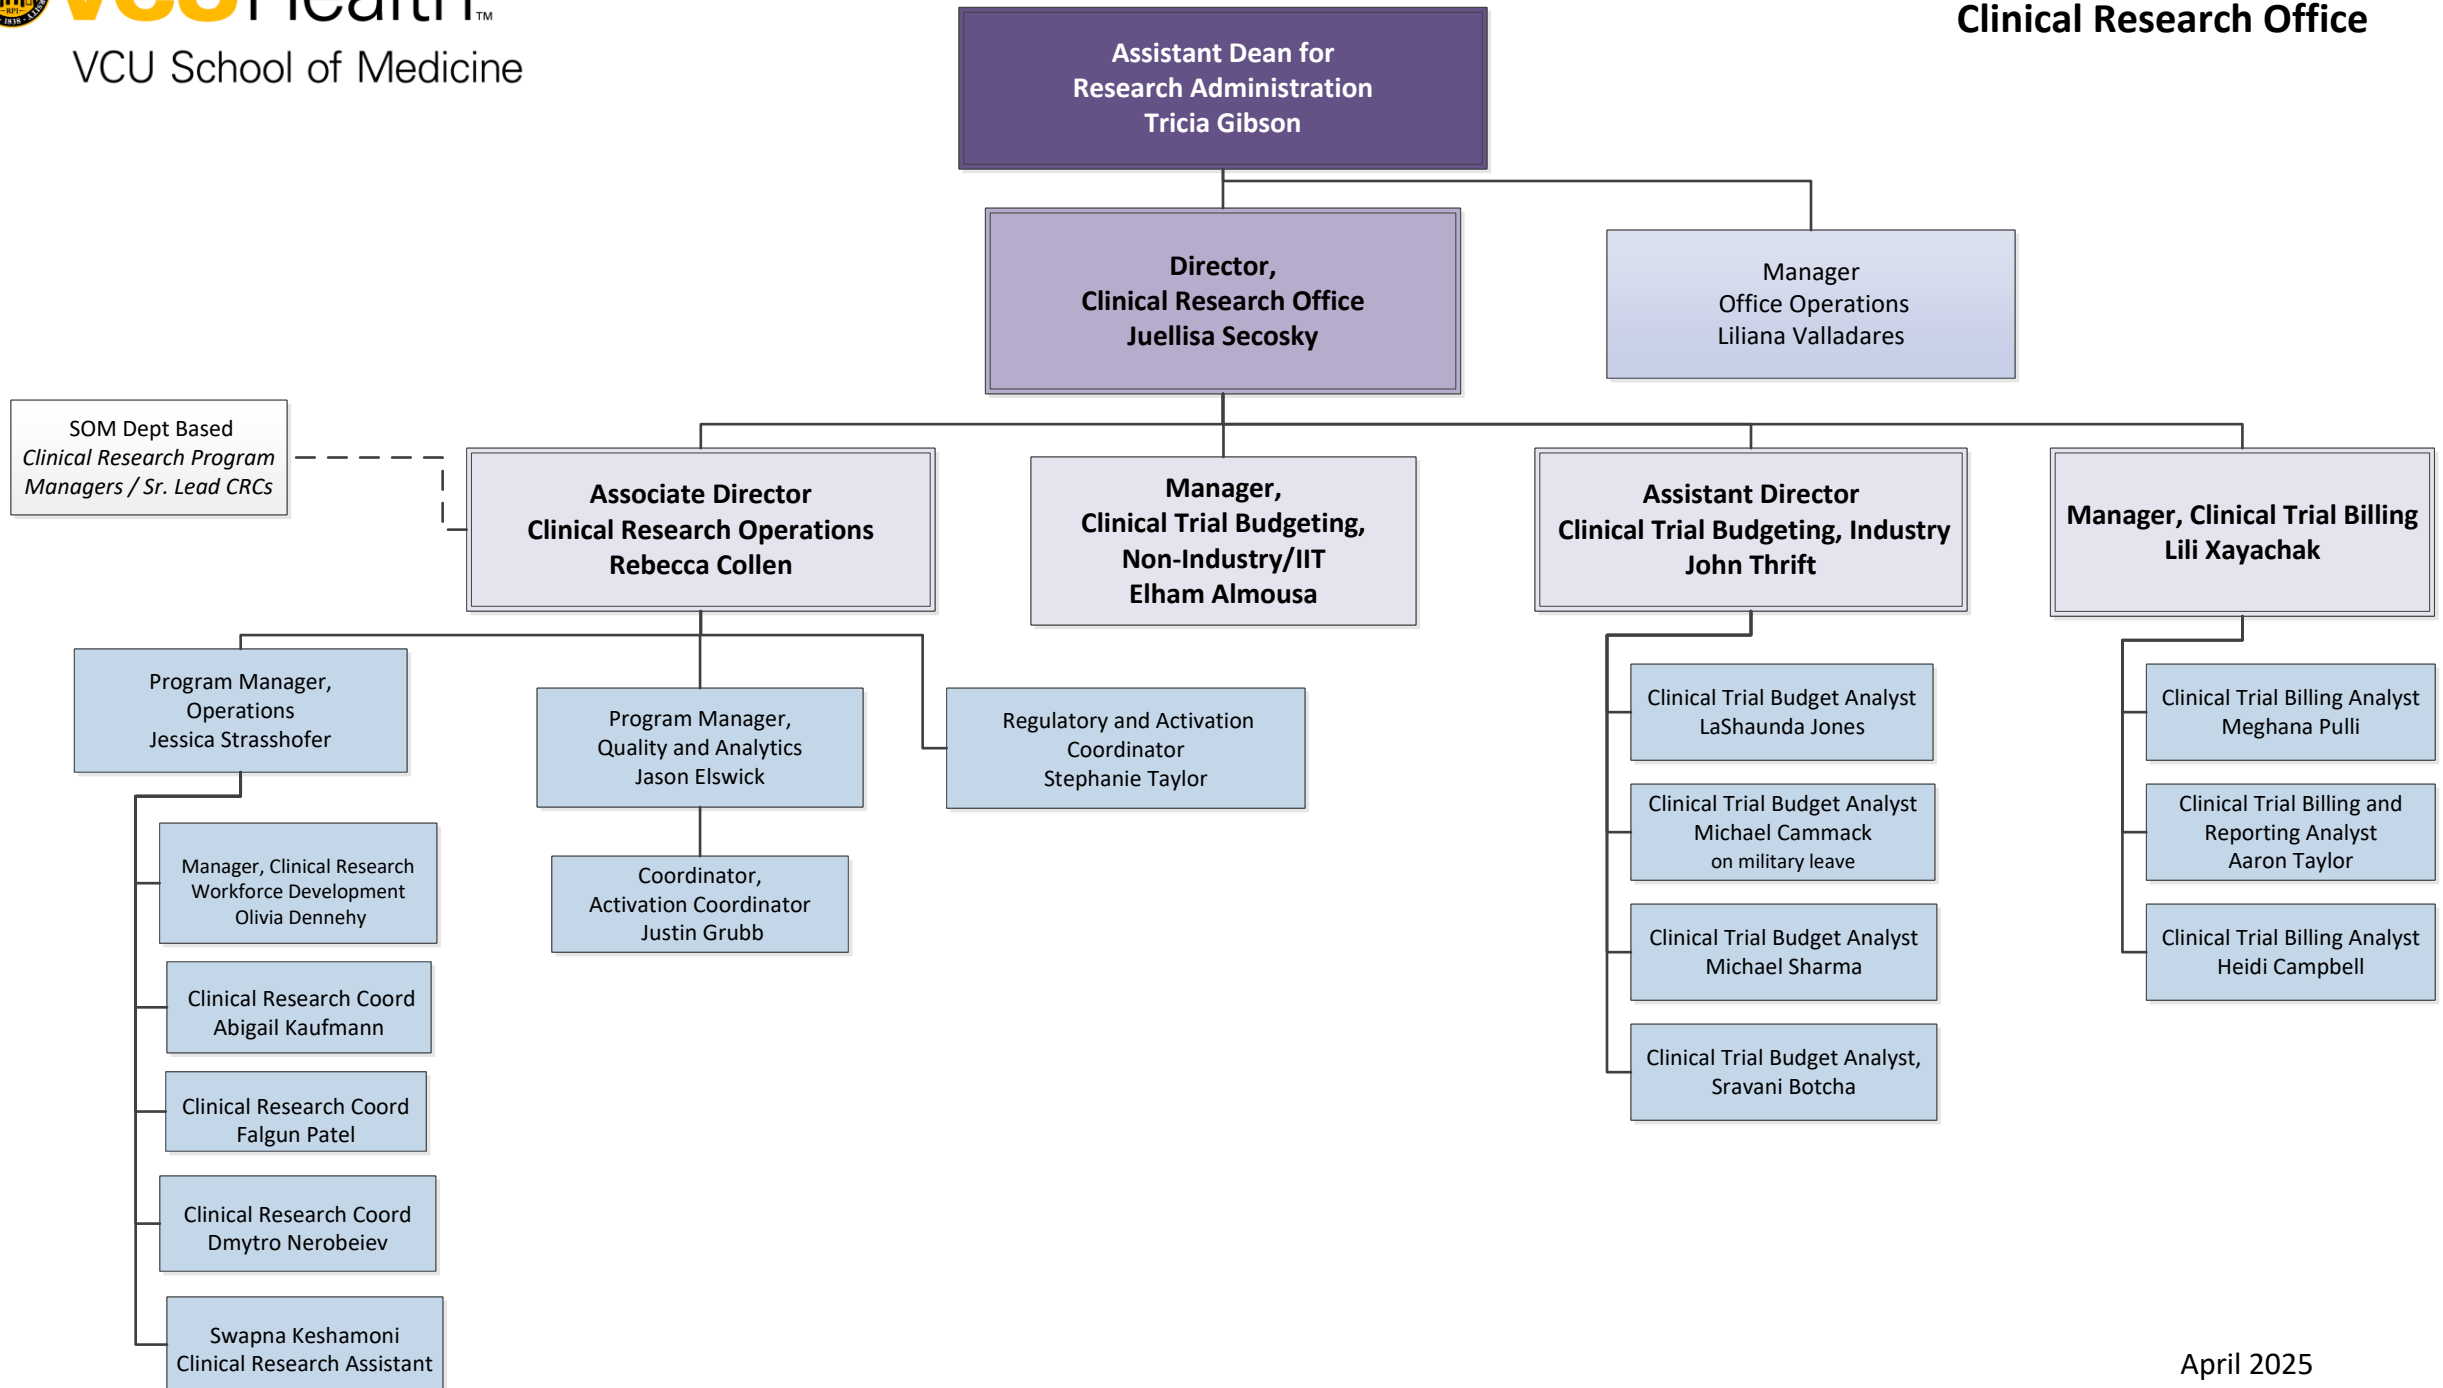 VCU Health™
RPI
1838
VCU School of Medicine
Clinical Research Office
Assistant Dean for
Research Administration
Tricia Gibson
Director,
Clinical Research Office
Juellisa Secosky
Manager
Office Operations
Liliana Valladares
SOM Dept Based
Clinical Research Program
Managers / Sr. Lead CRCs
Associate Director
Clinical Research Operations
Rebecca Collen
Manager,
Clinical Trial Budgeting,
Non-Industry/IIT
Elham Almousa
Assistant Director
Clinical Trial Budgeting, Industry
John Thrift
Manager, Clinical Trial Billing
Lili Xayachak
Program Manager,
Operations
Jessica Strasshofer
Program Manager,
Quality and Analytics
Jason Elswick
Regulatory and Activation
Coordinator
Stephanie Taylor
Clinical Trial Budget Analyst
LaShaunda Jones
Clinical Trial Billing Analyst
Meghana Pulli
Manager, Clinical Research
Workforce Development
Olivia Dennehy
Coordinator,
Activation Coordinator
Justin Grubb
Clinical Trial Budget Analyst
Michael Cammack
on military leave
Clinical Trial Billing and
Reporting Analyst
Aaron Taylor
Clinical Research Coord
Abigail Kaufmann
Clinical Trial Budget Analyst
Michael Sharma
Clinical Trial Billing Analyst
Heidi Campbell
Clinical Research Coord
Falgun Patel
Clinical Trial Budget Analyst,
Sravani Botcha
Clinical Research Coord
Dmytro Nerobeiev
Swapna Keshamoni
Clinical Research Assistant
April 2025